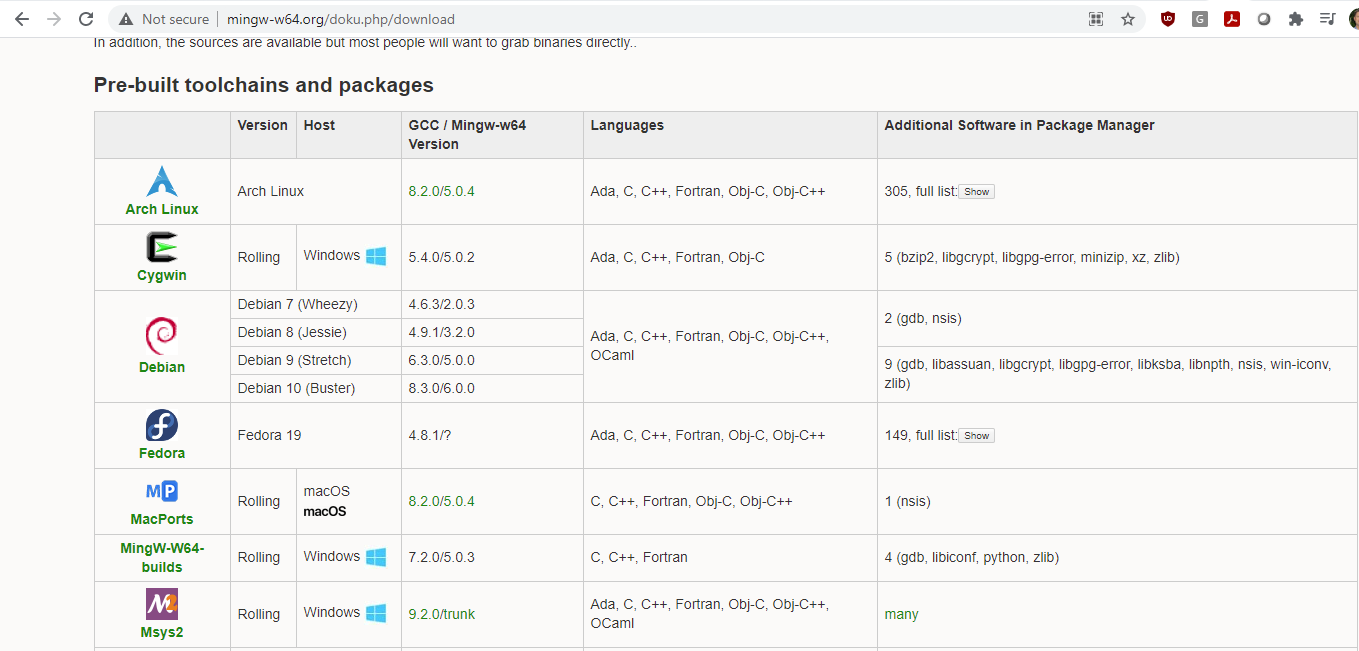 Not secure
mingw-w64.org/doku.php/download
In addition, the sources are available but most people will want to grab binaries directly..
Pre-built toolchains and packages
Version
Host
GCC / Mingw-w64
Version
Languages
Additional Software in Package Manager
Arch Linux
Arch Linux
8.2.0/5.0.4
Ada, C, C++, Fortran, Obj-C, Obj-C++
305, full list: Show
Cygwin
Rolling
Windows
5.4.0/5.0.2
Ada, C, C++, Fortran, Obj-C
5 (bzip2, libgcrypt, libgpg-error, minizip, xz, zlib)
Debian
Debian 7 (Wheezy)
4.6.3/2.0.3
Debian 8 (Jessie)
4.9.1/3.2.0
Debian 9 (Stretch)
6.3.0/5.0.0
Debian 10 (Buster)
8.3.0/6.0.0
Ada, C, C++, Fortran, Obj-C, Obj-C++,
OCaml
2 (gdb, nsis)
9 (gdb, libassuan, libgcrypt, libgpg-error, libksba, libnpth, nsis, win-iconv,
zlib)
Fedora
Fedora 19
4.8.1/?
Ada, C, C++, Fortran, Obj-C, Obj-C++
149, full list: Show
MP
MacPorts
Rolling
macOS
macOS
8.2.0/5.0.4
C, C++, Fortran, Obj-C, Obj-C++
1 (nsis)
MingW-W64-
builds
Rolling
Windows
7.2.0/5.0.3
C, C++, Fortran
4 (gdb, libiconf, python, zlib)
M2
Msys2
Rolling
Windows
9.2.0/trunk
Ada, C, C++, Fortran, Obj-C, Obj-C++,
OCaml
many